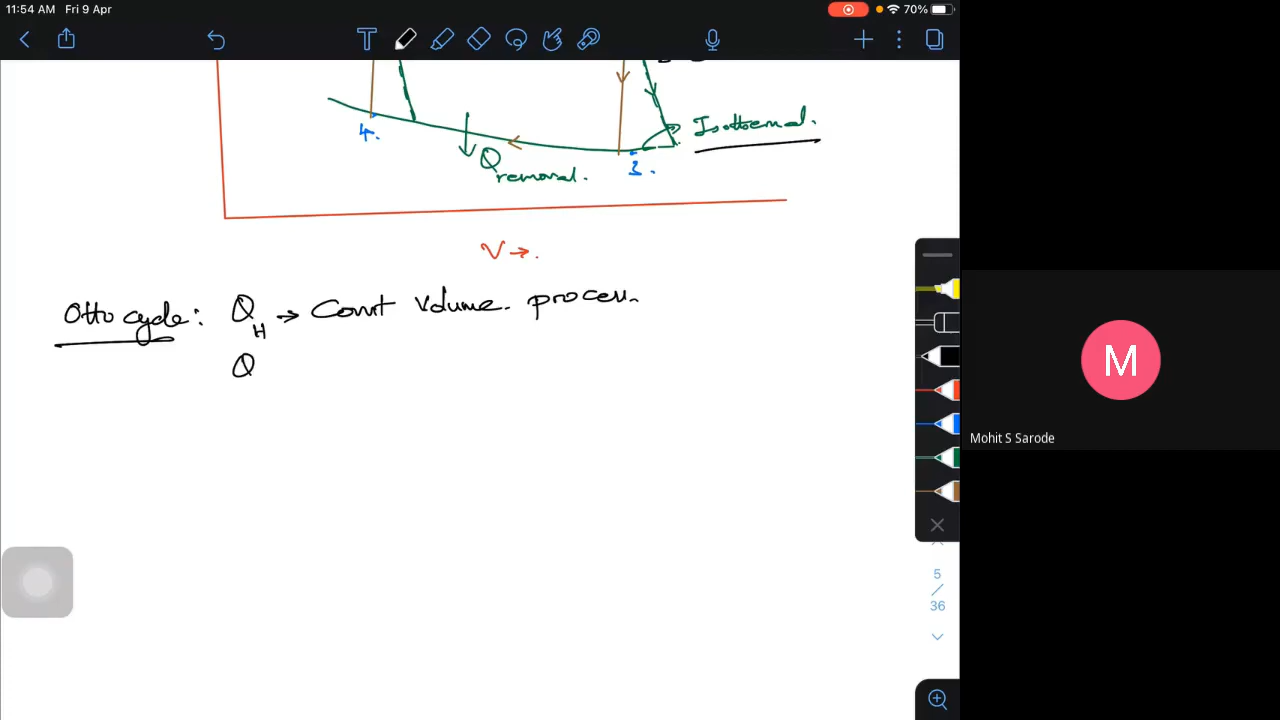 11:54 AM Fri 9 Apr
70%
T
Isothermal.
4.
Q removal.
3.
V →.
Otto cycle: Q H → Const volume. process.
Q
M
Mohit S Sarode
5
/
36